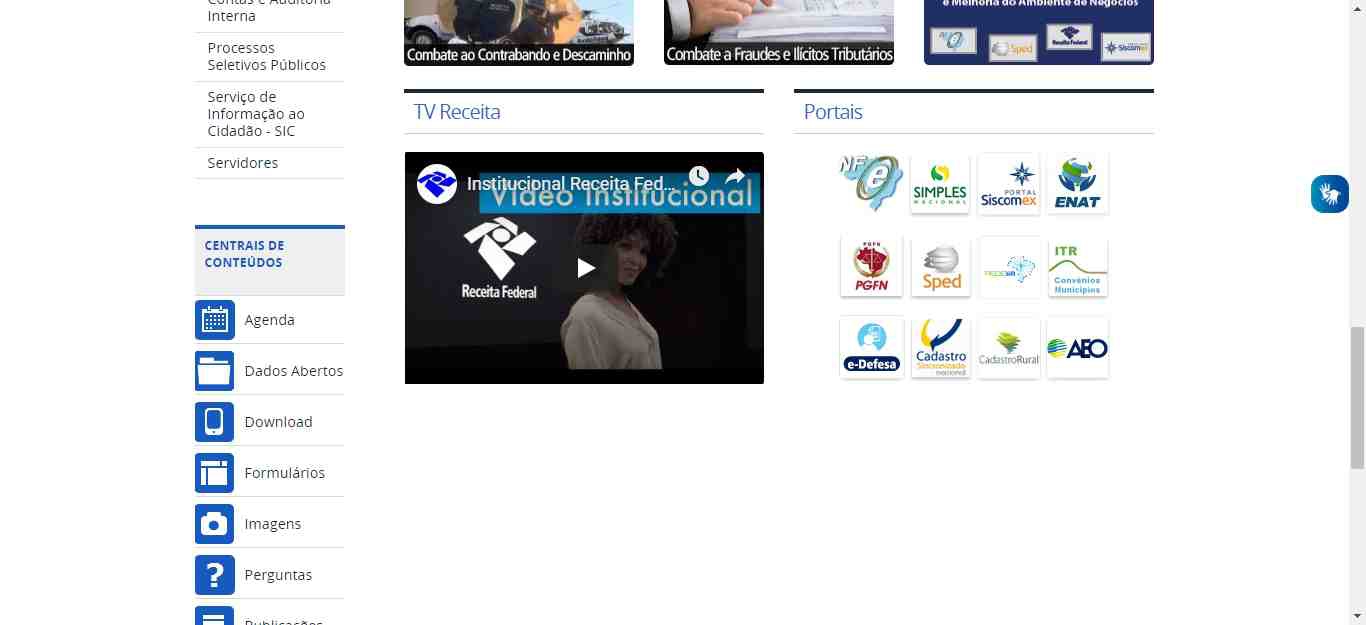 Contas e Auditoria
Interna
Processos
Seletivos Públicos
Serviço de
Informação ao
Cidadão - SIC
Servidores
CENTRAIS DE
CONTEÚDOS
Agenda
Dados Abertos
Download
Formulários
Imagens
Perguntas
Publicações
Combate ao Contrabando e Descaminho
Combate a Fraudes e Ilícitos Tributários
e Melhoria do Ambiente de Negócios
Sped
Receita Federal
Siscomex
TV Receita
Institucional Receita Fed...
Vídeo Institucional
Receita Federal
Portais
NF e
SIMPLES
NACIONAL
PORTAL
Siscomex
ENAT
PGFN
PGFN
Sped
ITR
Convênios
Municípios
e-Defesa
Cadastro
Sincronizado
nacional
CadastroRural
AEO